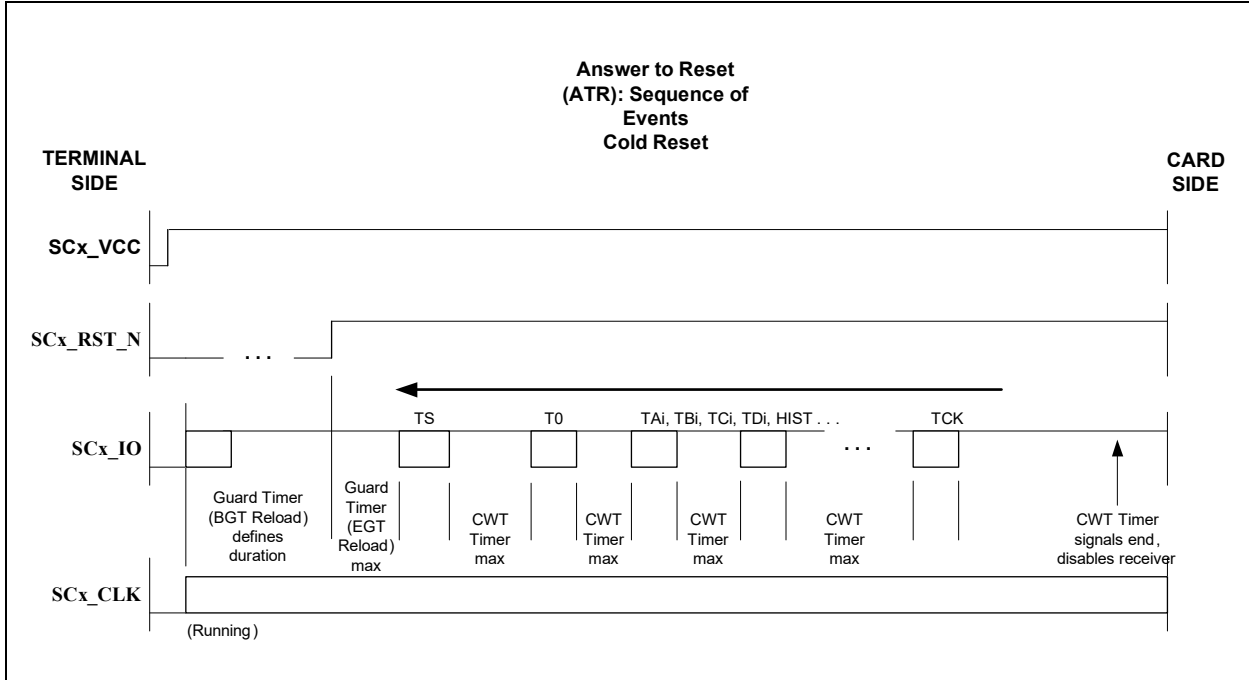 Answer to Reset
(ATR): Sequence of
Events
Cold Reset
TERMINAL
SIDE
CARD
SIDE
SCx_VCC
SCx_RST_N
. . .
SCx_IO
TS
T0
TAi, TBi, TCi, TDi, HIST . . .
TCK
. . .
Guard Timer
(BGT Reload)
defines
duration
Guard
Timer
(EGT
Reload)
max
CWT
Timer
max
CWT
Timer
max
CWT
Timer
max
CWT
Timer
max
CWT Timer
signals end,
disables receiver
SCx_CLK
(Running)